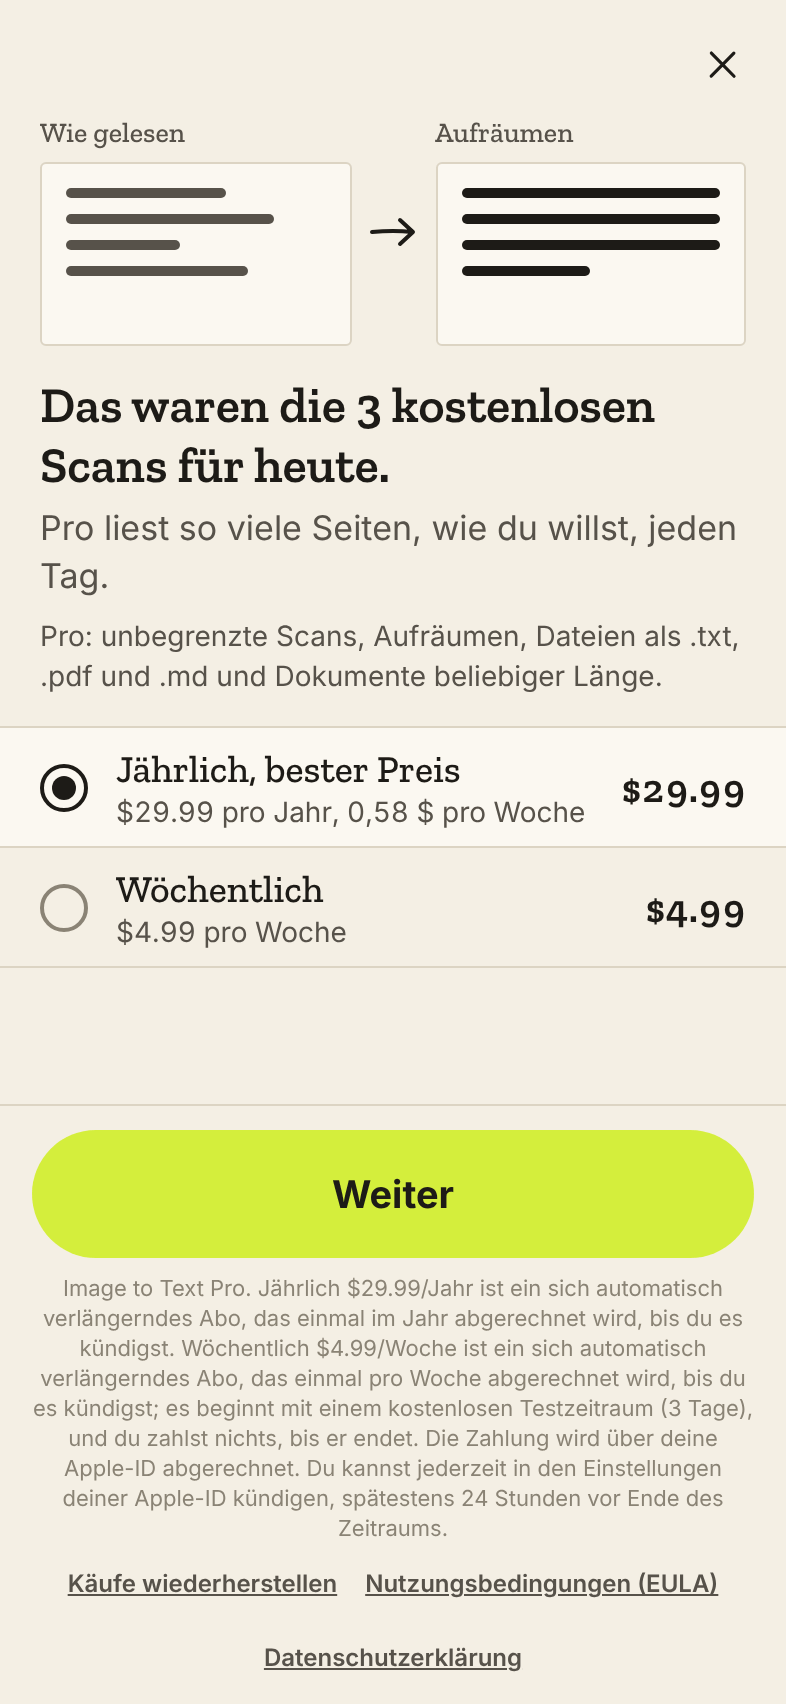 Wie gelesen
Aufräumen
Das waren die 3 kostenlosen
Scans für heute.
Pro liest so viele Seiten, wie du willst, jeden
Tag.
Pro: unbegrenzte Scans, Aufräumen, Dateien als .txt,
.pdf und .md und Dokumente beliebiger Länge.
Jährlich, bester Preis
$29.99 pro Jahr, 0,58 $ pro Woche
$29.99
Wöchentlich
$4.99 pro Woche
$4.99
Weiter
Image to Text Pro. Jährlich $29.99/Jahr ist ein sich automatisch
verlängerndes Abo, das einmal im Jahr abgerechnet wird, bis du es
kündigst. Wöchentlich $4.99/Woche ist ein sich automatisch
verlängerndes Abo, das einmal pro Woche abgerechnet wird, bis du
es kündigst; es beginnt mit einem kostenlosen Testzeitraum (3 Tage),
und du zahlst nichts, bis er endet. Die Zahlung wird über deine
Apple-ID abgerechnet. Du kannst jederzeit in den Einstellungen
deiner Apple-ID kündigen, spätestens 24 Stunden vor Ende des
Zeitraums.
Käufe wiederherstellen
Nutzungsbedingungen (EULA)
Datenschutzerklärung